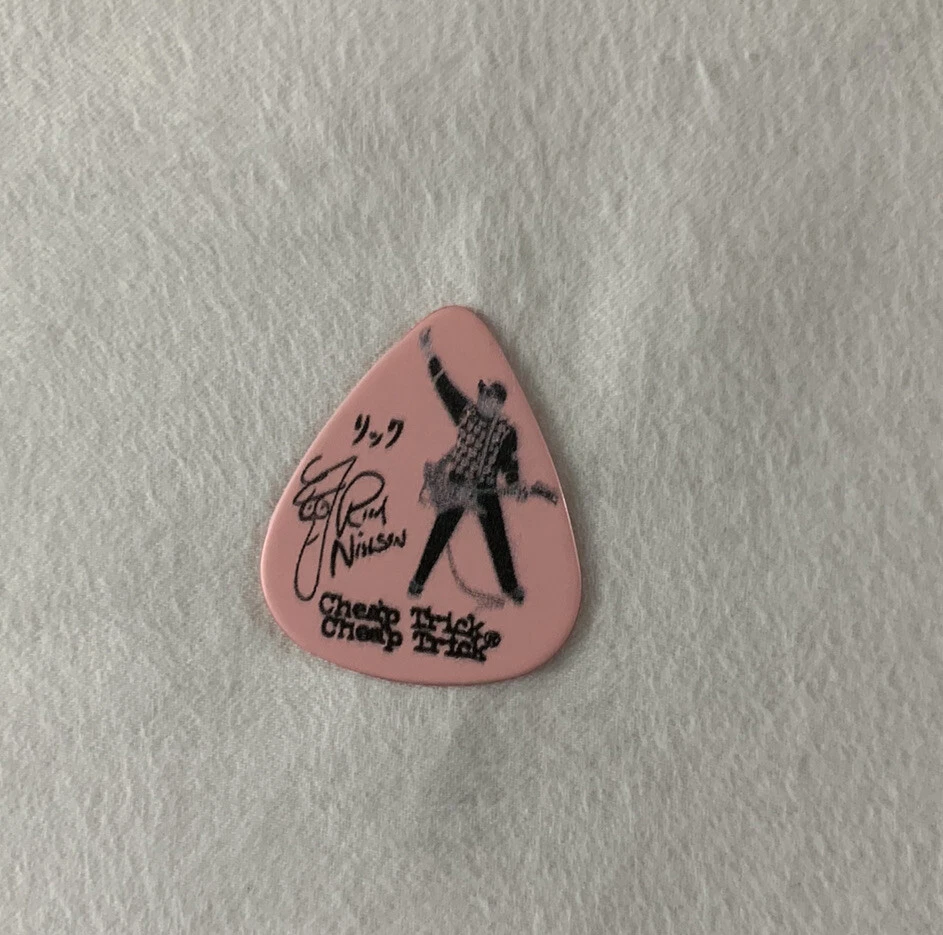 リック
Rick
Nielsen
Cheap Trick
Cheap Trick®